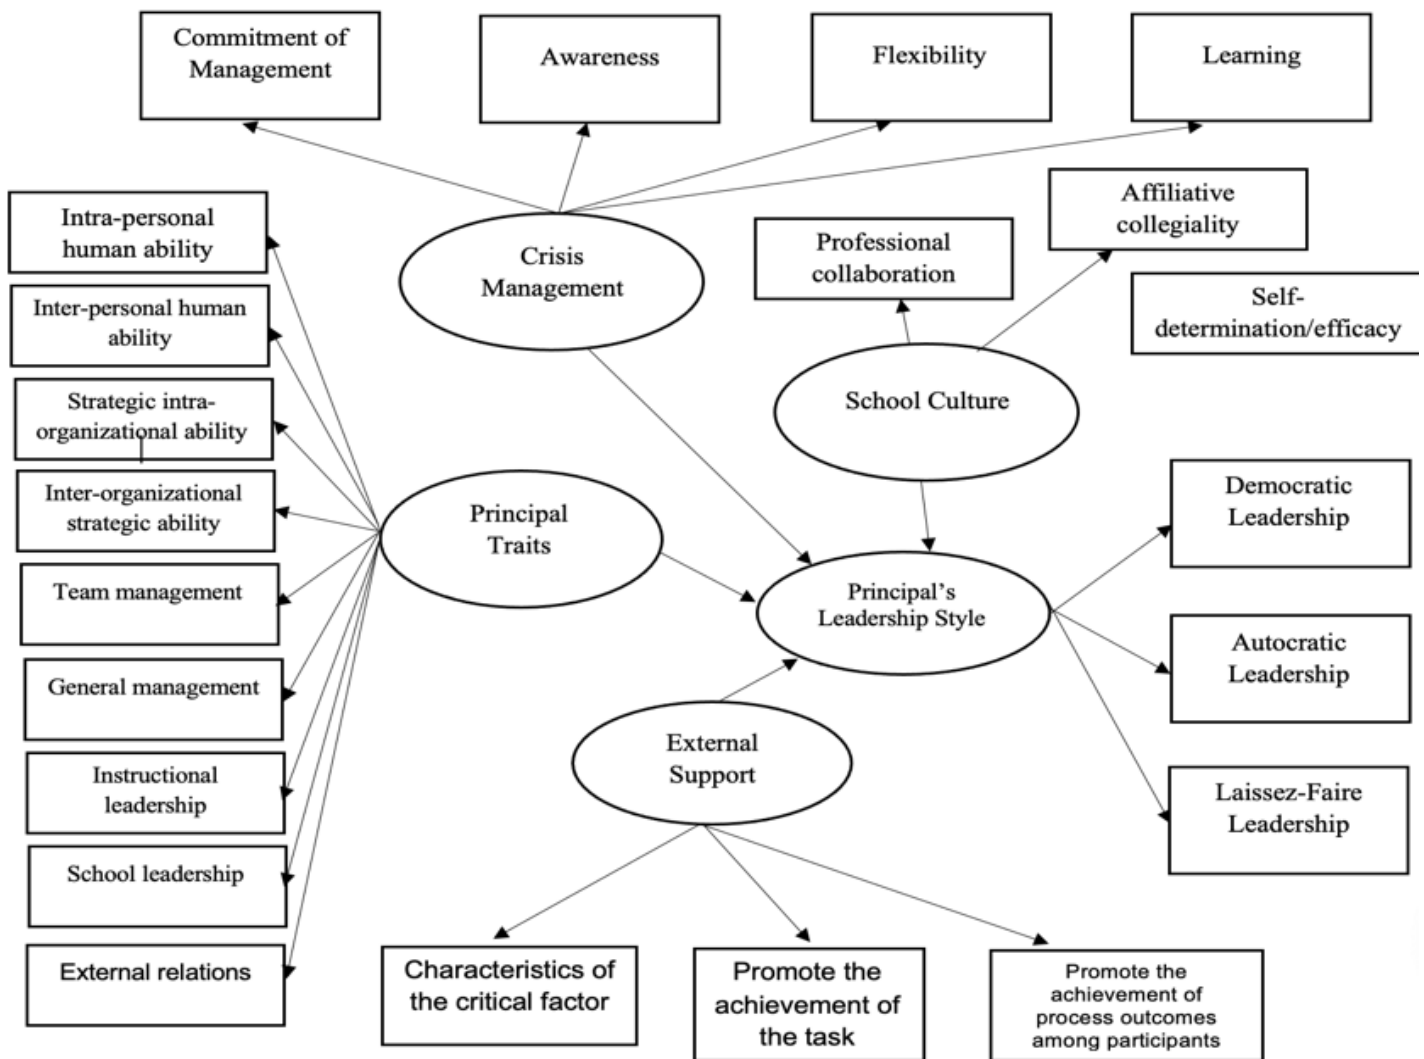 Commitment of
Management
Awareness
Flexibility
Learning
Intra-personal
human ability
Inter-personal human
ability
Strategic intra-
organizational ability
Inter-organizational
strategic ability
Team management
General management
Instructional
leadership
School leadership
External relations
Crisis
Management
Professional
collaboration
Affiliative
collegiality
Self-
determination/efficacy
School Culture
Principal
Traits
Principal’s
Leadership Style
Democratic
Leadership
Autocratic
Leadership
Laissez-Faire
Leadership
External
Support
Characteristics of
the critical factor
Promote the
achievement of
the task
Promote the
achievement of
process outcomes
among participants